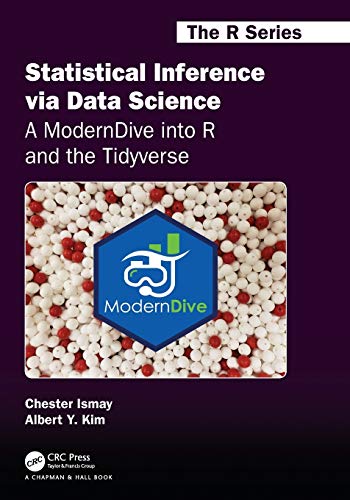 The R Series
Statistical Inference
via Data Science
A ModernDive into R
and the Tidyverse
ModernDive
Chester Ismay
Albert Y. Kim
CRC
CRC Press
Taylor & Francis Group
A CHAPMAN & HALL BOOK